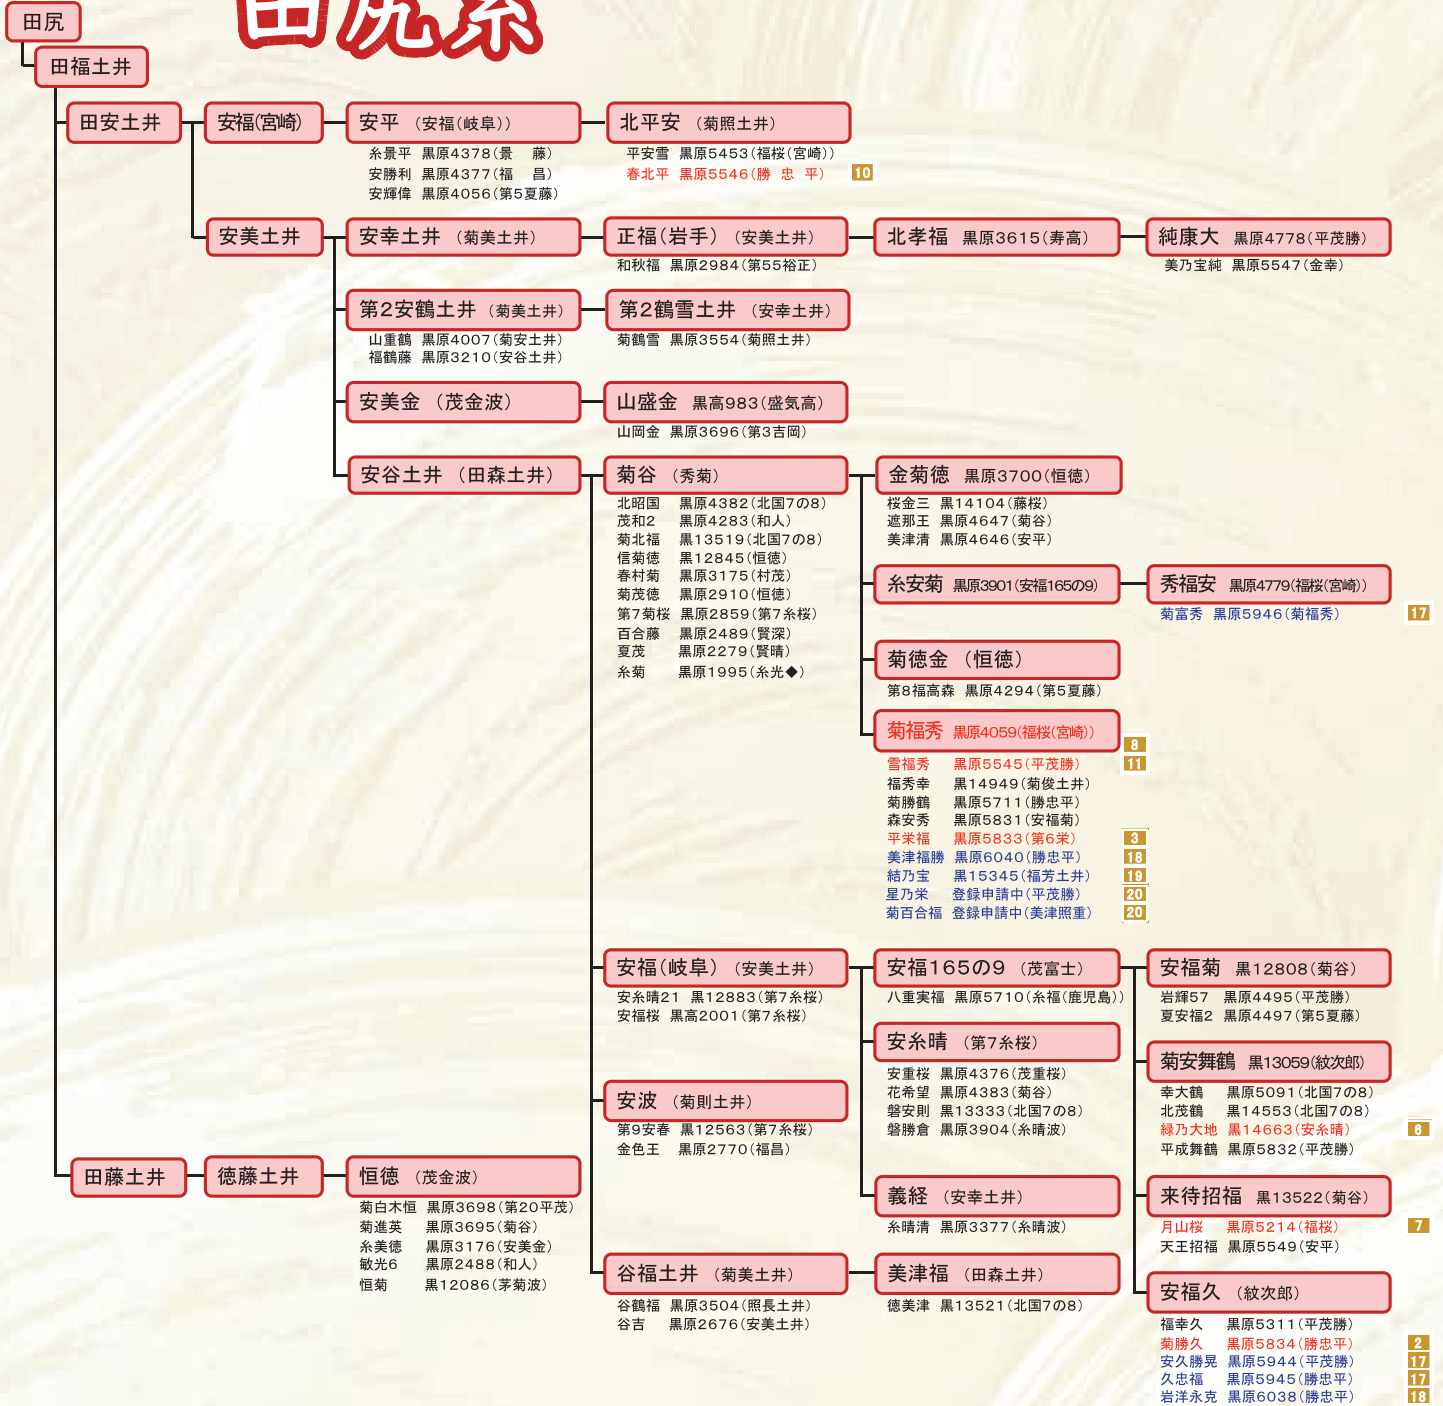 田尻系
田尻
田福土井
田安土井
安福(宮崎)
安平 (安福(岐阜))
糸景平 黒原4378(景 藤)
安勝利 黒原4377(福 昌)
安輝偉 黒原4056(第5夏藤)
北平安 (菊照土井)
平安雪 黒原5453(福桜(宮崎))
春北平 黒原5546(勝 忠 平) 10
安美土井
安幸土井 (菊美土井)
正福(岩手) (安美土井)
和秋福 黒原2984(第55裕正)
北孝福 黒原3615(寿高)
純康大 黒原4778(平茂勝)
美乃宝純 黒原5547(金幸)
第2安鶴土井 (菊美土井)
山重鶴 黒原4007(菊安土井)
福鶴藤 黒原3210(安谷土井)
第2鶴雪土井 (安幸土井)
菊鶴雪 黒原3554(菊照土井)
安美金 (茂金波)
山盛金 黒高983(盛気高)
山岡金 黒原3696(第3吉岡)
安谷土井 (田森土井)
菊谷 (秀菊)
北昭国 黒原4382(北国7の8)
茂和2 黒原4283(和人)
菊北福 黒13519(北国7の8)
信菊徳 黒12845(恒徳)
春村菊 黒原3175(村茂)
菊茂徳 黒原2910(恒徳)
第7菊桜 黒原2859(第7糸桜)
百合藤 黒原2489(賢深)
夏茂 黒原2279(賢晴)
糸菊 黒原1995(糸光◆)
金菊徳 黒原3700(恒徳)
桜金三 黒14104(藤桜)
遮那王 黒原4647(菊谷)
美津清 黒原4646(安平)
糸安菊 黒原3901(安福165の9)
秀福安 黒原4779(福桜(宮崎))
菊富秀 黒原5946(菊福秀) 17
菊徳金 (恒徳)
第8福高森 黒原4294(第5夏藤)
菊福秀 黒原4059(福桜(宮崎)) 8
雪福秀 黒原5545(平茂勝) 11
福秀幸 黒14949(菊俊土井)
菊勝鶴 黒原5711(勝忠平)
森安秀 黒原5831(安福菊)
平栄福 黒原5833(第6栄) 3
美津福勝 黒原6040(勝忠平) 18
結乃宝 黒15345(福芳土井) 19
星乃栄 登録申請中(平茂勝) 20
菊百合福 登録申請中(美津照重) 20
安福(岐阜) (安美土井)
安糸晴21 黒12883(第7糸桜)
安福桜 黒高2001(第7糸桜)
安福165の9 (茂富士)
八重実福 黒原5710(糸福(鹿児島))
安福菊 黒12808(菊谷)
岩輝57 黒原4495(平茂勝)
夏安福2 黒原4497(第5夏藤)
安糸晴 (第7糸桜)
安重桜 黒原4376(茂重桜)
花希望 黒原4383(菊谷)
磐安則 黒13333(北国7の8)
磐勝倉 黒原3904(糸晴波)
菊安舞鶴 黒13059(紋次郎)
幸大鶴 黒原5091(北国7の8)
北茂鶴 黒14553(北国7の8)
緑乃大地 黒14663(安糸晴) 6
平成舞鶴 黒原5832(平茂勝)
安波 (菊則土井)
第9安春 黒12563(第7糸桜)
金色王 黒原2770(福昌)
義経 (安幸土井)
糸晴清 黒原3377(糸晴波)
来待招福 黒13522(菊谷)
月山桜 黒原5214(福桜) 7
天王招福 黒原5549(安平)
田藤土井
徳藤土井
恒徳 (茂金波)
菊白木恒 黒原3698(第20平茂)
菊進英 黒原3695(菊谷)
糸美徳 黒原3176(安美金)
敏光6 黒原2488(和人)
恒菊 黒12086(茅菊波)
谷福土井 (菊美土井)
谷鶴福 黒原3504(照長土井)
谷吉 黒原2676(安美土井)
美津福 (田森土井)
徳美津 黒13521(北国7の8)
安福久 (紋次郎)
福幸久 黒原5311(平茂勝)
菊勝久 黒原5834(勝忠平) 2
安久勝晃 黒原5944(平茂勝) 17
久忠福 黒原5945(勝忠平) 17
岩洋永克 黒原6038(勝忠平) 18